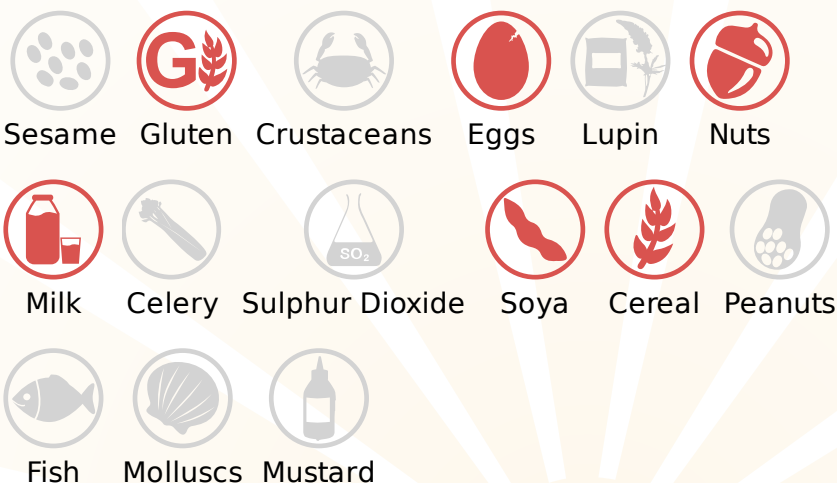 G
Sesame Gluten Crustaceans Eggs Lupin Nuts
SO₂
Milk Celery Sulphur Dioxide Soya Cereal Peanuts
Fish Molluscs Mustard